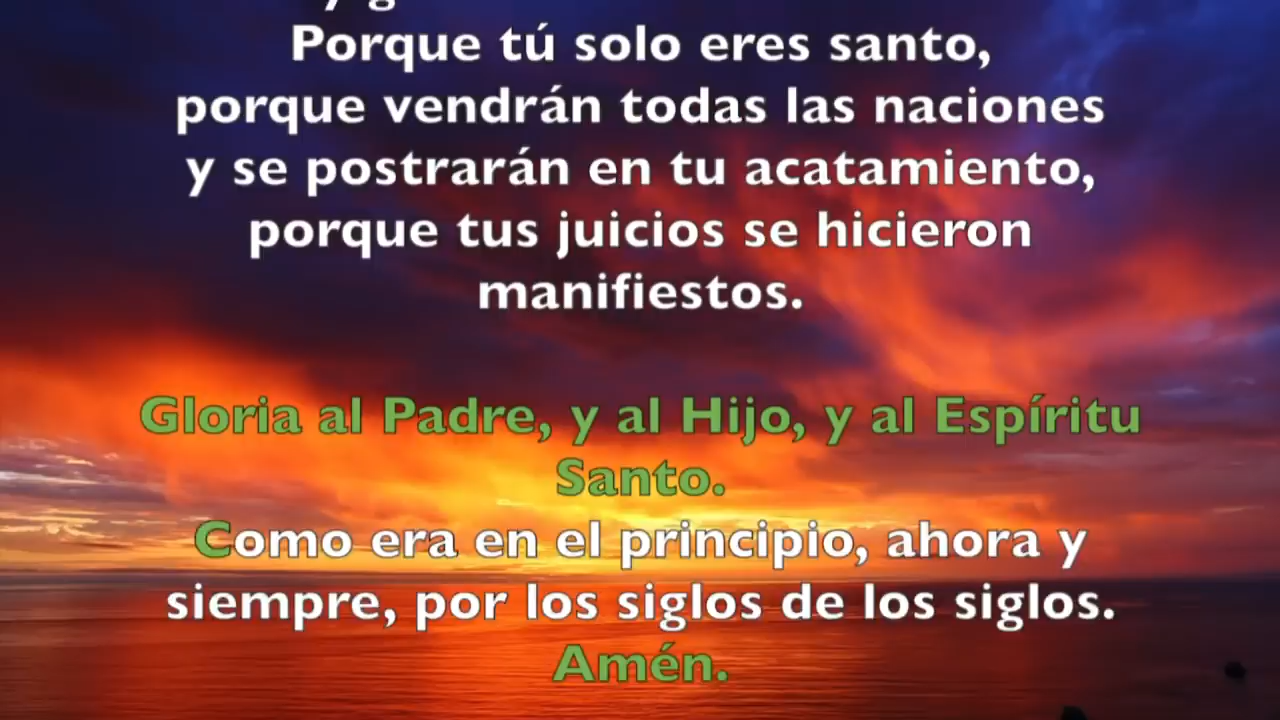 Porque tú solo eres santo,
porque vendrán todas las naciones
y se postrarán en tu acatamiento,
porque tus juicios se hicieron
manifiestos.
Gloria al Padre, y al Hijo, y al Espíritu
Santo.
Como era en el principio, ahora y
siempre, por los siglos de los siglos.
Amén.